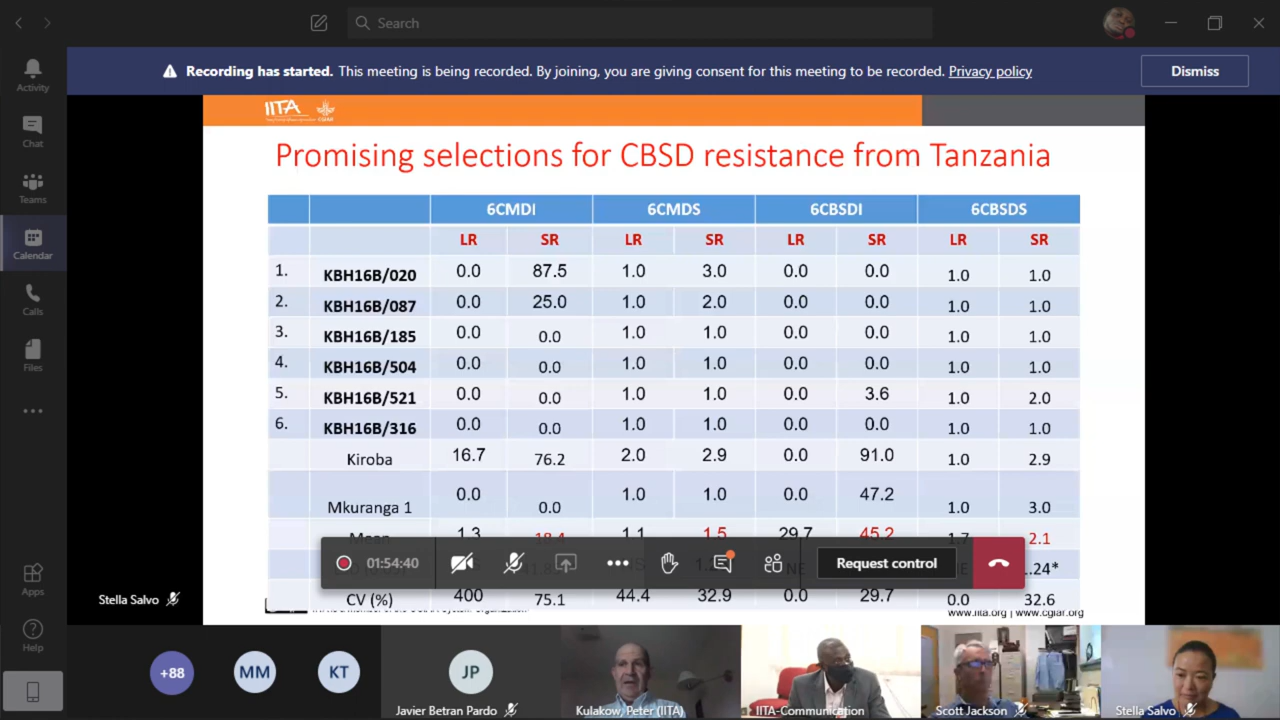 Search
Activity
Chat
Teams
Calendar
Calls
Files
Apps
Help
Recording has started. This meeting is being recorded. By joining, you are giving consent for this meeting to be recorded. Privacy policy
Dismiss
IITA
CGIAR
Promising selections for CBSD resistance from Tanzania
6CMDI 6CMDS 6CBSDI 6CBSDS
LR SR LR SR LR SR LR SR
1. KBH16B/020 0.0 87.5 1.0 3.0 0.0 0.0 1.0 1.0
2. KBH16B/087 0.0 25.0 1.0 2.0 0.0 0.0 1.0 1.0
3. KBH16B/185 0.0 0.0 1.0 1.0 0.0 0.0 1.0 1.0
4. KBH16B/504 0.0 0.0 1.0 1.0 0.0 0.0 1.0 1.0
5. KBH16B/521 0.0 0.0 1.0 1.0 0.0 3.6 1.0 2.0
6. KBH16B/316 0.0 0.0 1.0 1.0 0.0 0.0 1.0 1.0
Kiroba 16.7 76.2 2.0 2.9 0.0 91.0 1.0 2.9
Mkuranga 1 0.0 0.0 1.0 1.0 0.0 47.2 1.0 3.0
Mean 1.3 18.4 1.1 1.5 29.7 45.2 1.7 2.1
1.24*
CV (%) 400 75.1 44.4 32.9 0.0 29.7 0.0 32.6
01:54:40
Request control
www.iita.org | www.cgiar.org
Stella Salvo
+88
MM
KT
JP
Javier Betran Pardo
Kulakow, Peter (IITA)
IITA-Communication
Scott Jackson
Stella Salvo